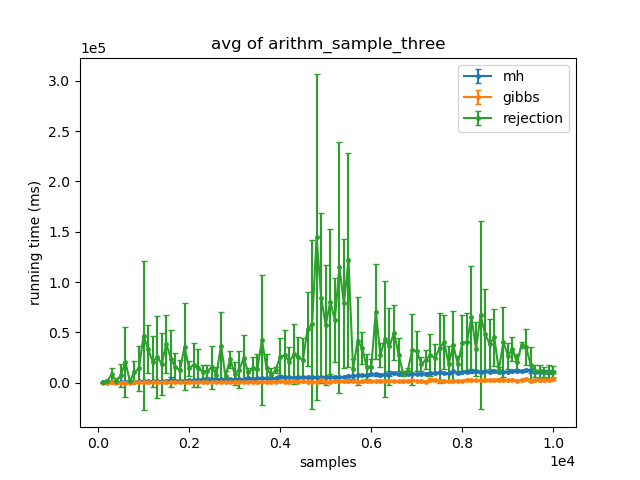 avg of arithm_sample_three
1e5
3.0
2.5
2.0
1.5
1.0
0.5
0.0
running time (ms)
mh
gibbs
rejection
0.0
0.2
0.4
0.6
0.8
1.0
samples
1e4